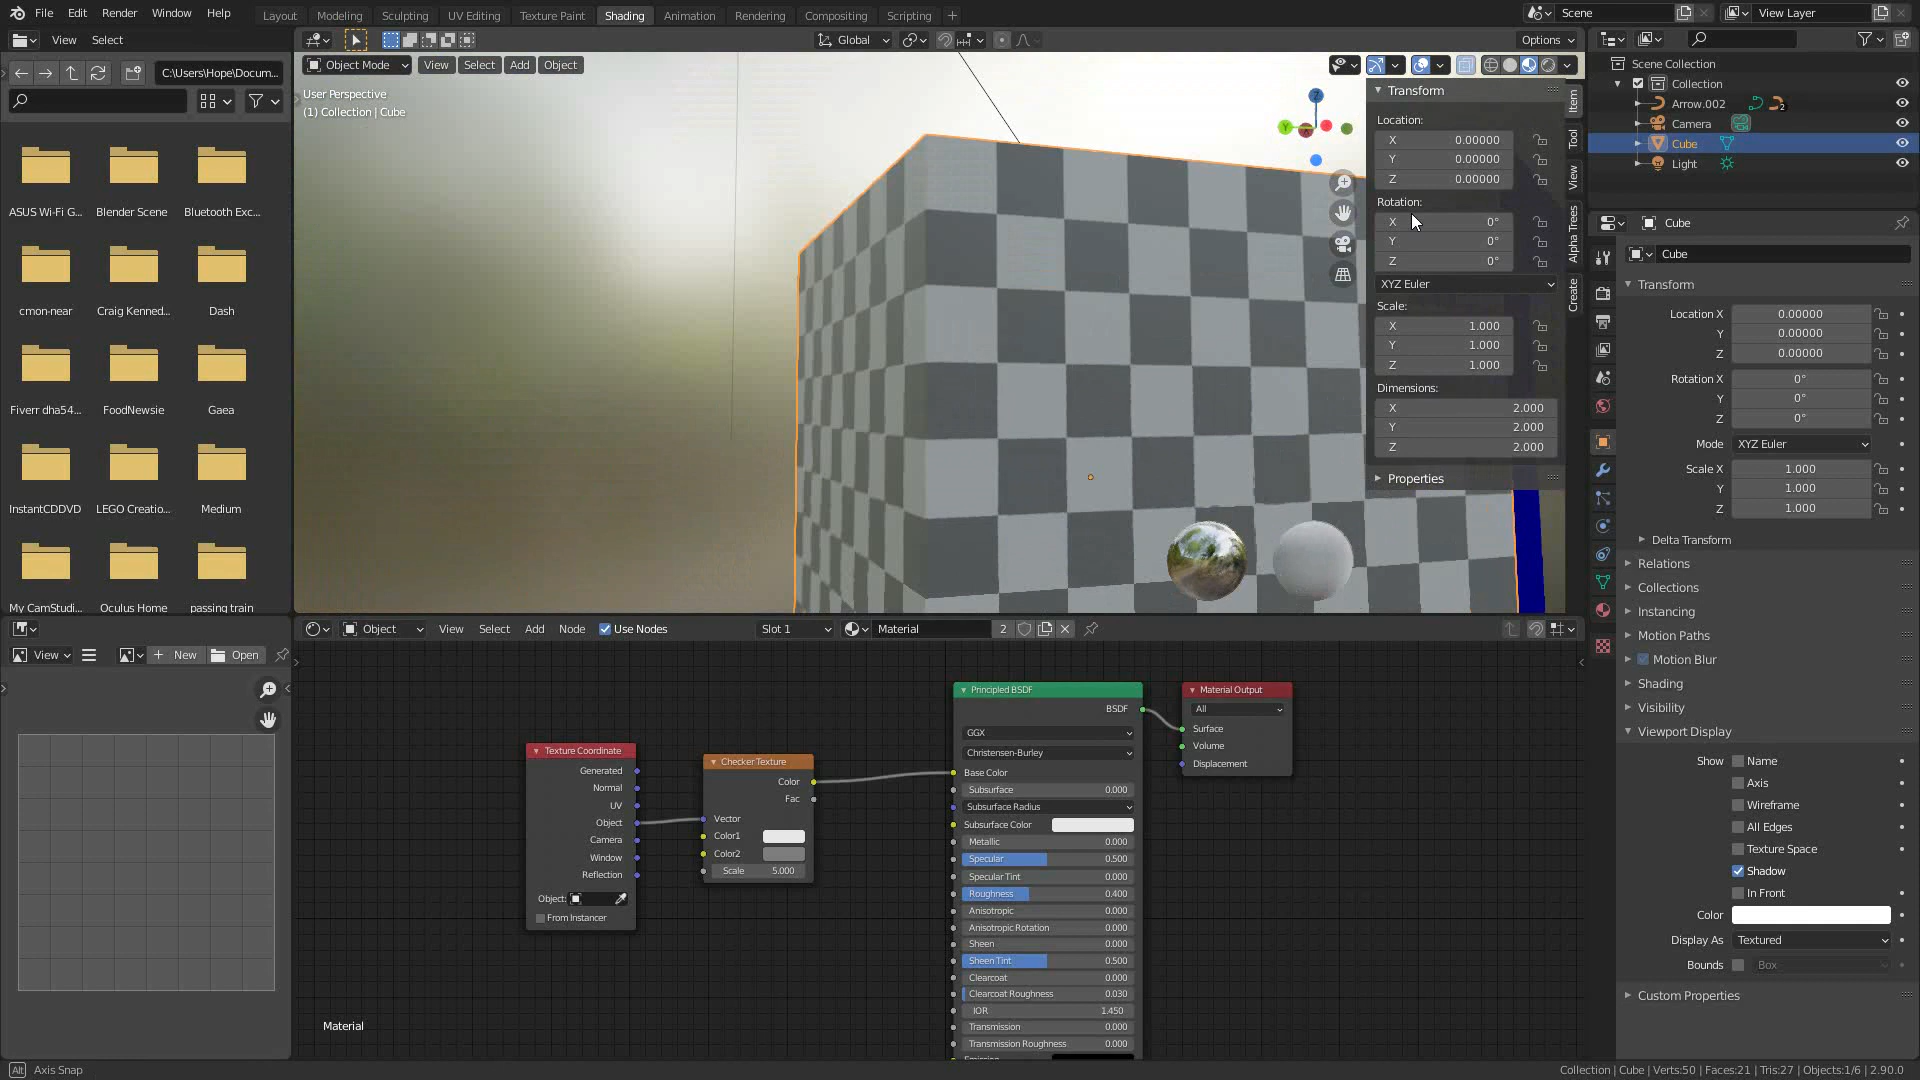 File Edit Render Window Help
Layout Modeling Sculpting UV Editing Texture Paint Shading Animation Rendering Compositing Scripting +
Scene
View Layer
View Select
Global
Options
C:\Users\Hope\Docum...
Object Mode View Select Add Object
User Perspective
(1) Collection | Cube
ASUS Wi-Fi G... Blender Scene Bluetooth Exc...
cmon-near Craig Kenned... Dash
Fiverr dha54... FoodNewsie Gaea
InstantCDDVD LEGO Creatio... Medium
My CamStudi... Oculus Home passing train
Y
Z
Transform
Location:
X 0.00000
Y 0.00000
Z 0.00000
Rotation:
X 0°
Y 0°
Z 0°
XYZ Euler
Scale:
X 1.000
Y 1.000
Z 1.000
Dimensions:
X 2.000
Y 2.000
Z 2.000
Properties
Item
Tool
View
Alpha Trees
Create
Scene Collection
Collection
Arrow.002 2
Camera
Cube
Light
Cube
Cube
Transform
Location X 0.00000
Y 0.00000
Z 0.00000
Rotation X 0°
Y 0°
Z 0°
Mode XYZ Euler
Scale X 1.000
Y 1.000
Z 1.000
Delta Transform
Relations
Collections
Instancing
Motion Paths
Motion Blur
Shading
Visibility
Viewport Display
Show Name
Axis
Wireframe
All Edges
Texture Space
Shadow
In Front
Color
Display As Textured
Bounds Box
Custom Properties
View + New Open
Object View Select Add Node Use Nodes Slot 1 Material 2
Texture Coordinate
Generated
Normal
UV
Object
Camera
Window
Reflection
Object:
From Instancer
Checker Texture
Color
Fac
Vector
Color1
Color2
Scale 5.000
Principled BSDF
BSDF
GGX
Christensen-Burley
Base Color
Subsurface 0.000
Subsurface Radius
Subsurface Color
Metallic 0.000
Specular 0.500
Specular Tint 0.000
Roughness 0.400
Anisotropic 0.000
Anisotropic Rotation 0.000
Sheen 0.000
Sheen Tint 0.500
Clearcoat 0.000
Clearcoat Roughness 0.030
IOR 1.450
Transmission 0.000
Transmission Roughness 0.000
Material Output
All
Surface
Volume
Displacement
Material
Alt Axis Snap
Collection | Cube | Verts:50 | Faces:21 | Tris:27 | Objects:1/6 | 2.90.0